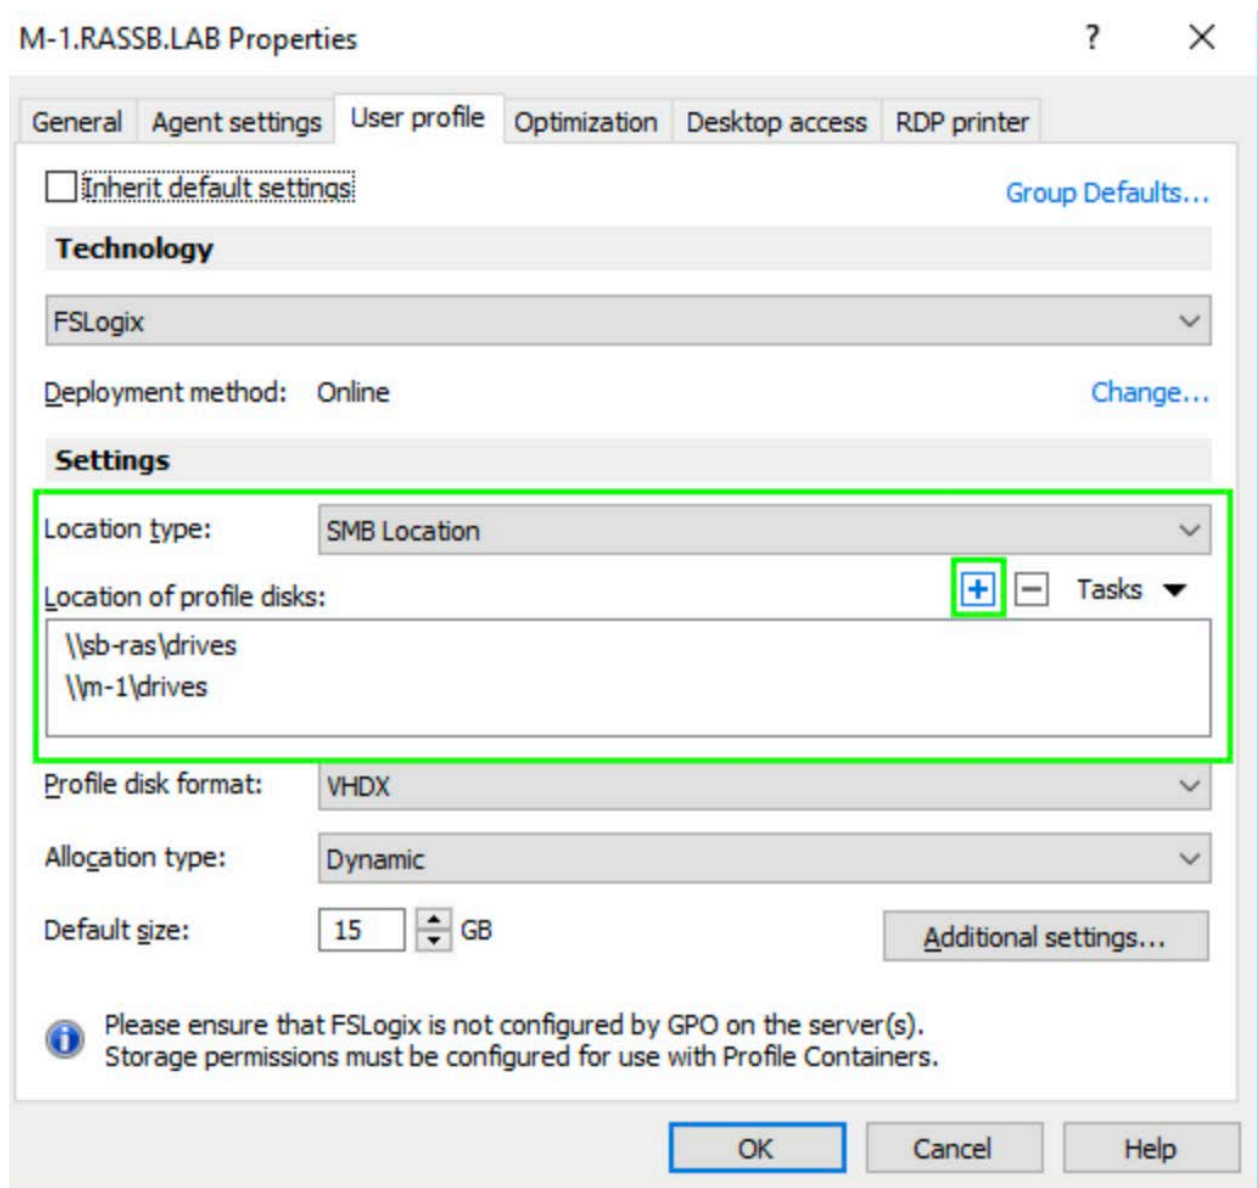 M-1.RASSB.LAB Properties ?
General Agent settings User profile Optimization Desktop access RDP printer
Inherit default settings Group Defaults...
Technology
FSLogix
Deployment method: Online Change...
Settings
Location type: SMB Location
Location of profile disks: Tasks
\\sb-ras\drives
\\m-1\drives
Profile disk format: VHDX
Allocation type: Dynamic
Default size: 15 GB Additional settings...
Please ensure that FSLogix is not configured by GPO on the server(s).
Storage permissions must be configured for use with Profile Containers.
OK Cancel Help